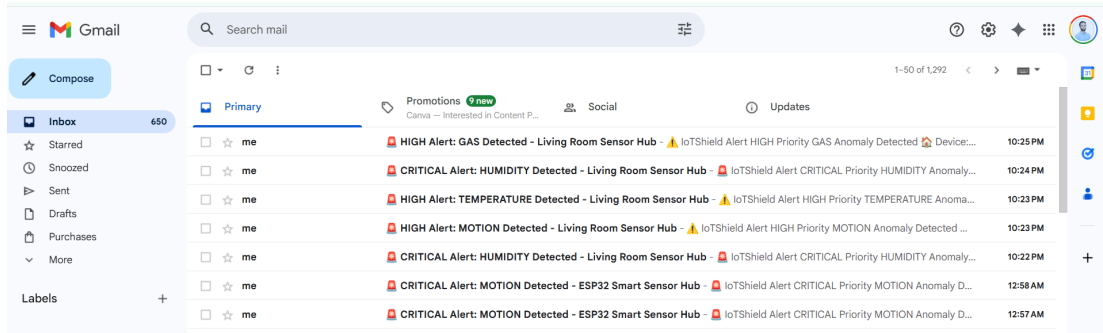 Gmail
Search mail
Compose
1–50 of 1,292
31
Primary
Promotions 9 new
Canva — Interested in Content P...
Social
Updates
Inbox 650
Starred
Snoozed
Sent
Drafts
Purchases
More
Labels
me 🚨 HIGH Alert: GAS Detected - Living Room Sensor Hub - ⚠️ IoTShield Alert HIGH Priority GAS Anomaly Detected 🏠 Device:... 10:25 PM
me 🚨 CRITICAL Alert: HUMIDITY Detected - Living Room Sensor Hub - 🚨 IoTShield Alert CRITICAL Priority HUMIDITY Anomaly... 10:24 PM
me 🚨 HIGH Alert: TEMPERATURE Detected - Living Room Sensor Hub - ⚠️ IoTShield Alert HIGH Priority TEMPERATURE Anoma... 10:23 PM
me 🚨 HIGH Alert: MOTION Detected - Living Room Sensor Hub - ⚠️ IoTShield Alert HIGH Priority MOTION Anomaly Detected ... 10:23 PM
me 🚨 CRITICAL Alert: HUMIDITY Detected - Living Room Sensor Hub - 🚨 IoTShield Alert CRITICAL Priority HUMIDITY Anomaly... 10:22 PM
me 🚨 CRITICAL Alert: MOTION Detected - ESP32 Smart Sensor Hub - 🚨 IoTShield Alert CRITICAL Priority MOTION Anomaly D... 12:58 AM
me 🚨 CRITICAL Alert: MOTION Detected - ESP32 Smart Sensor Hub - 🚨 IoTShield Alert CRITICAL Priority MOTION Anomaly D... 12:57 AM